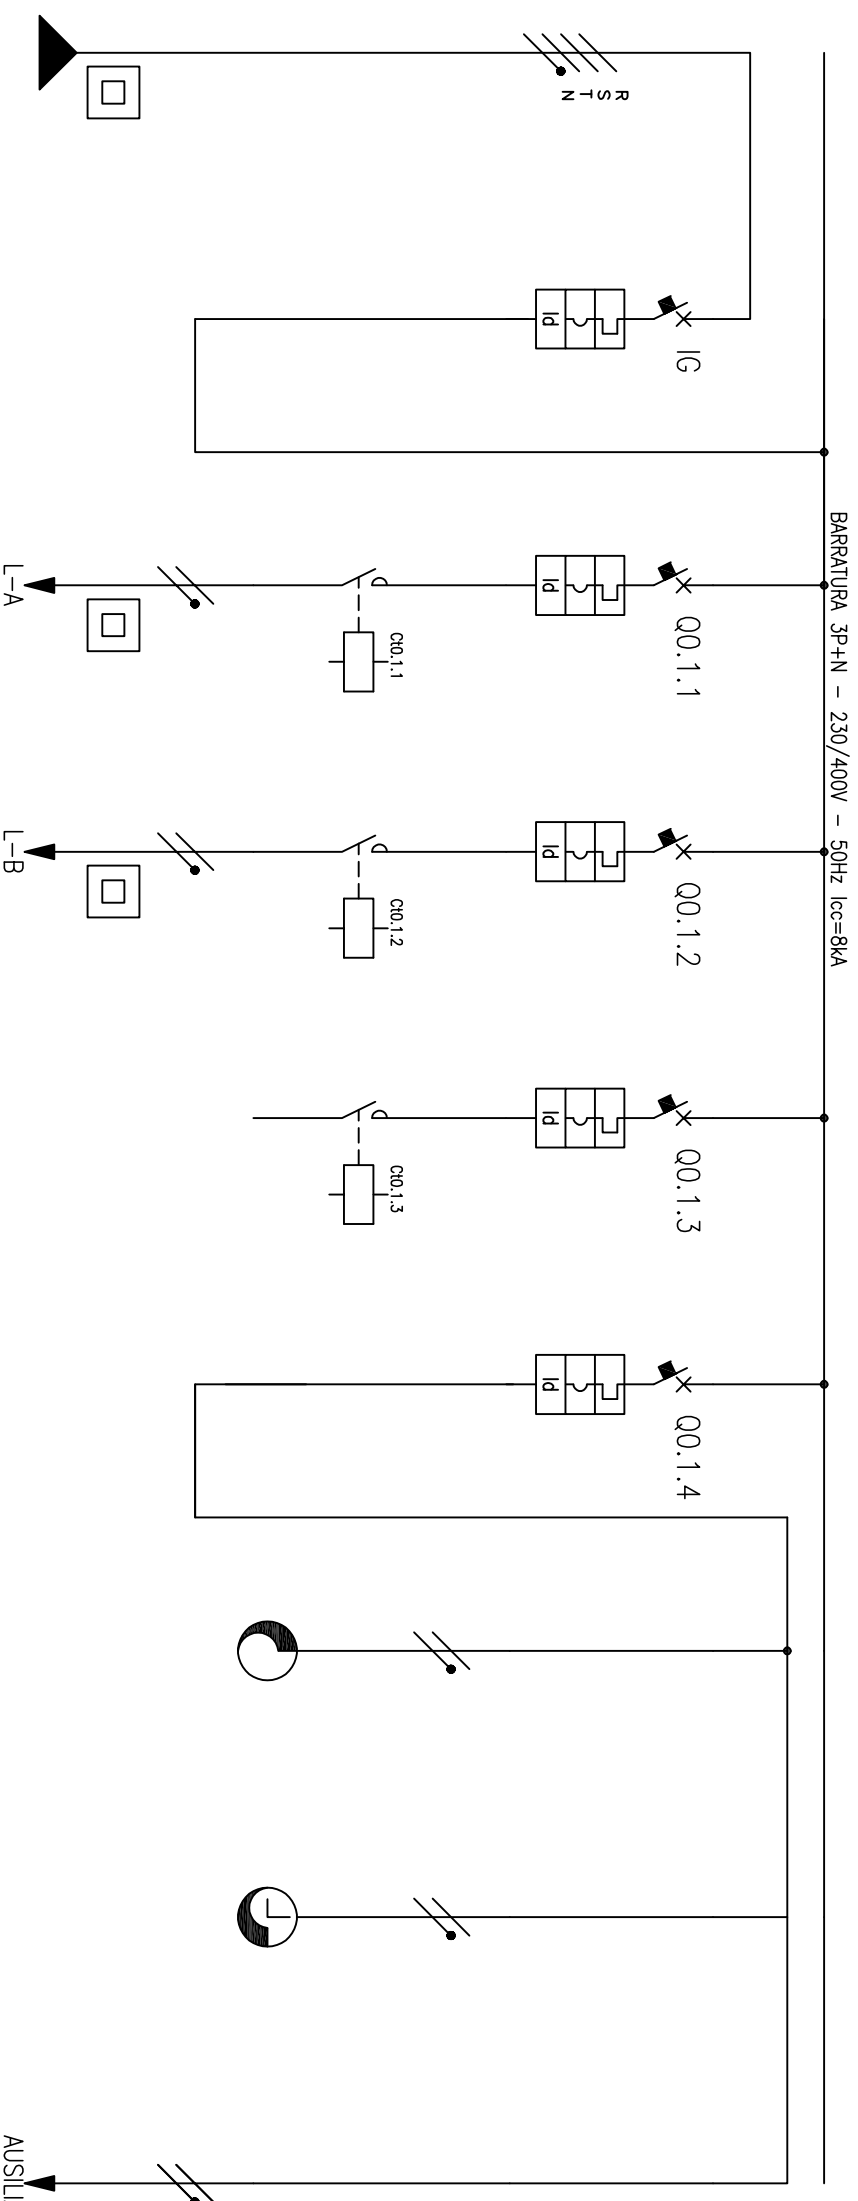 BARRATURA 3P+N - 230/400V - 50Hz Icc=8kA
R
S
T
N
IG
Id
Q0.1.1
Id
Ct0.1.1
L-A
Q0.1.2
Id
Ct0.1.2
L-B
Q0.1.3
Id
Ct0.1.3
Q0.1.4
Id